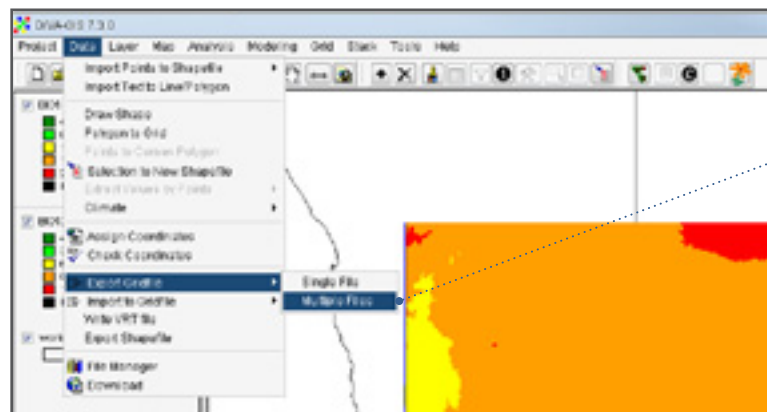 DIVA-GIS 7.3.0
Project Data Layer Map Analysis Modeling Grid Stack Tools Help
Import Points to Shapefile
Import Text to Line/Polygon
Draw Shape
Polygon to Grid
Points to Convex Polygon
Selection to New Shapefile
Extract Values by Points
Climate
Assign Coordinates
Check Coordinates
Export Gridfile
Single File
Import to Gridfile
Multiple Files
Write VRT file
Export Shapefile
File Manager
Download